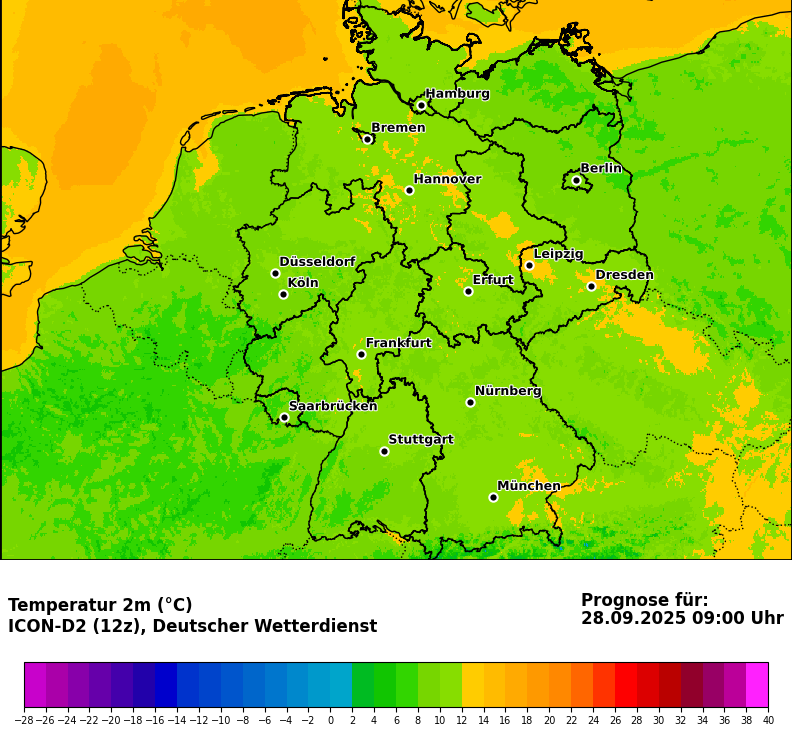 Hamburg
Bremen
Berlin
Hannover
Leipzig
Düsseldorf
Dresden
Köln
Erfurt
Frankfurt
Nürnberg
Saarbrücken
Stuttgart
München
Temperatur 2m (°C)
ICON-D2 (12z), Deutscher Wetterdienst
Prognose für:
28.09.2025 09:00 Uhr
−28 −26 −24 −22 −20 −18 −16 −14 −12 −10 −8 −6 −4 −2 0 2 4 6 8 10 12 14 16 18 20 22 24 26 28 30 32 34 36 38 40